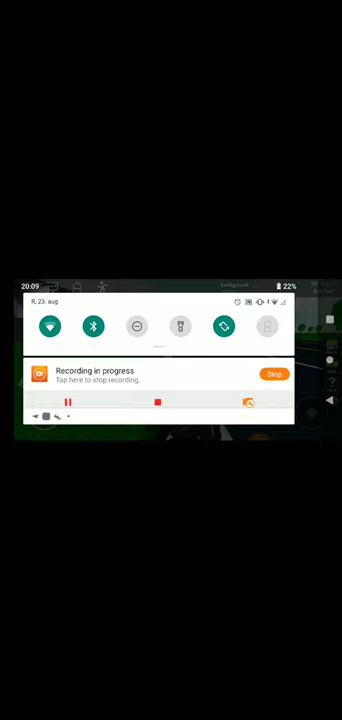 20:09
22%
R, 23. aug
Recording in progress
Tap here to stop recording.
Stop